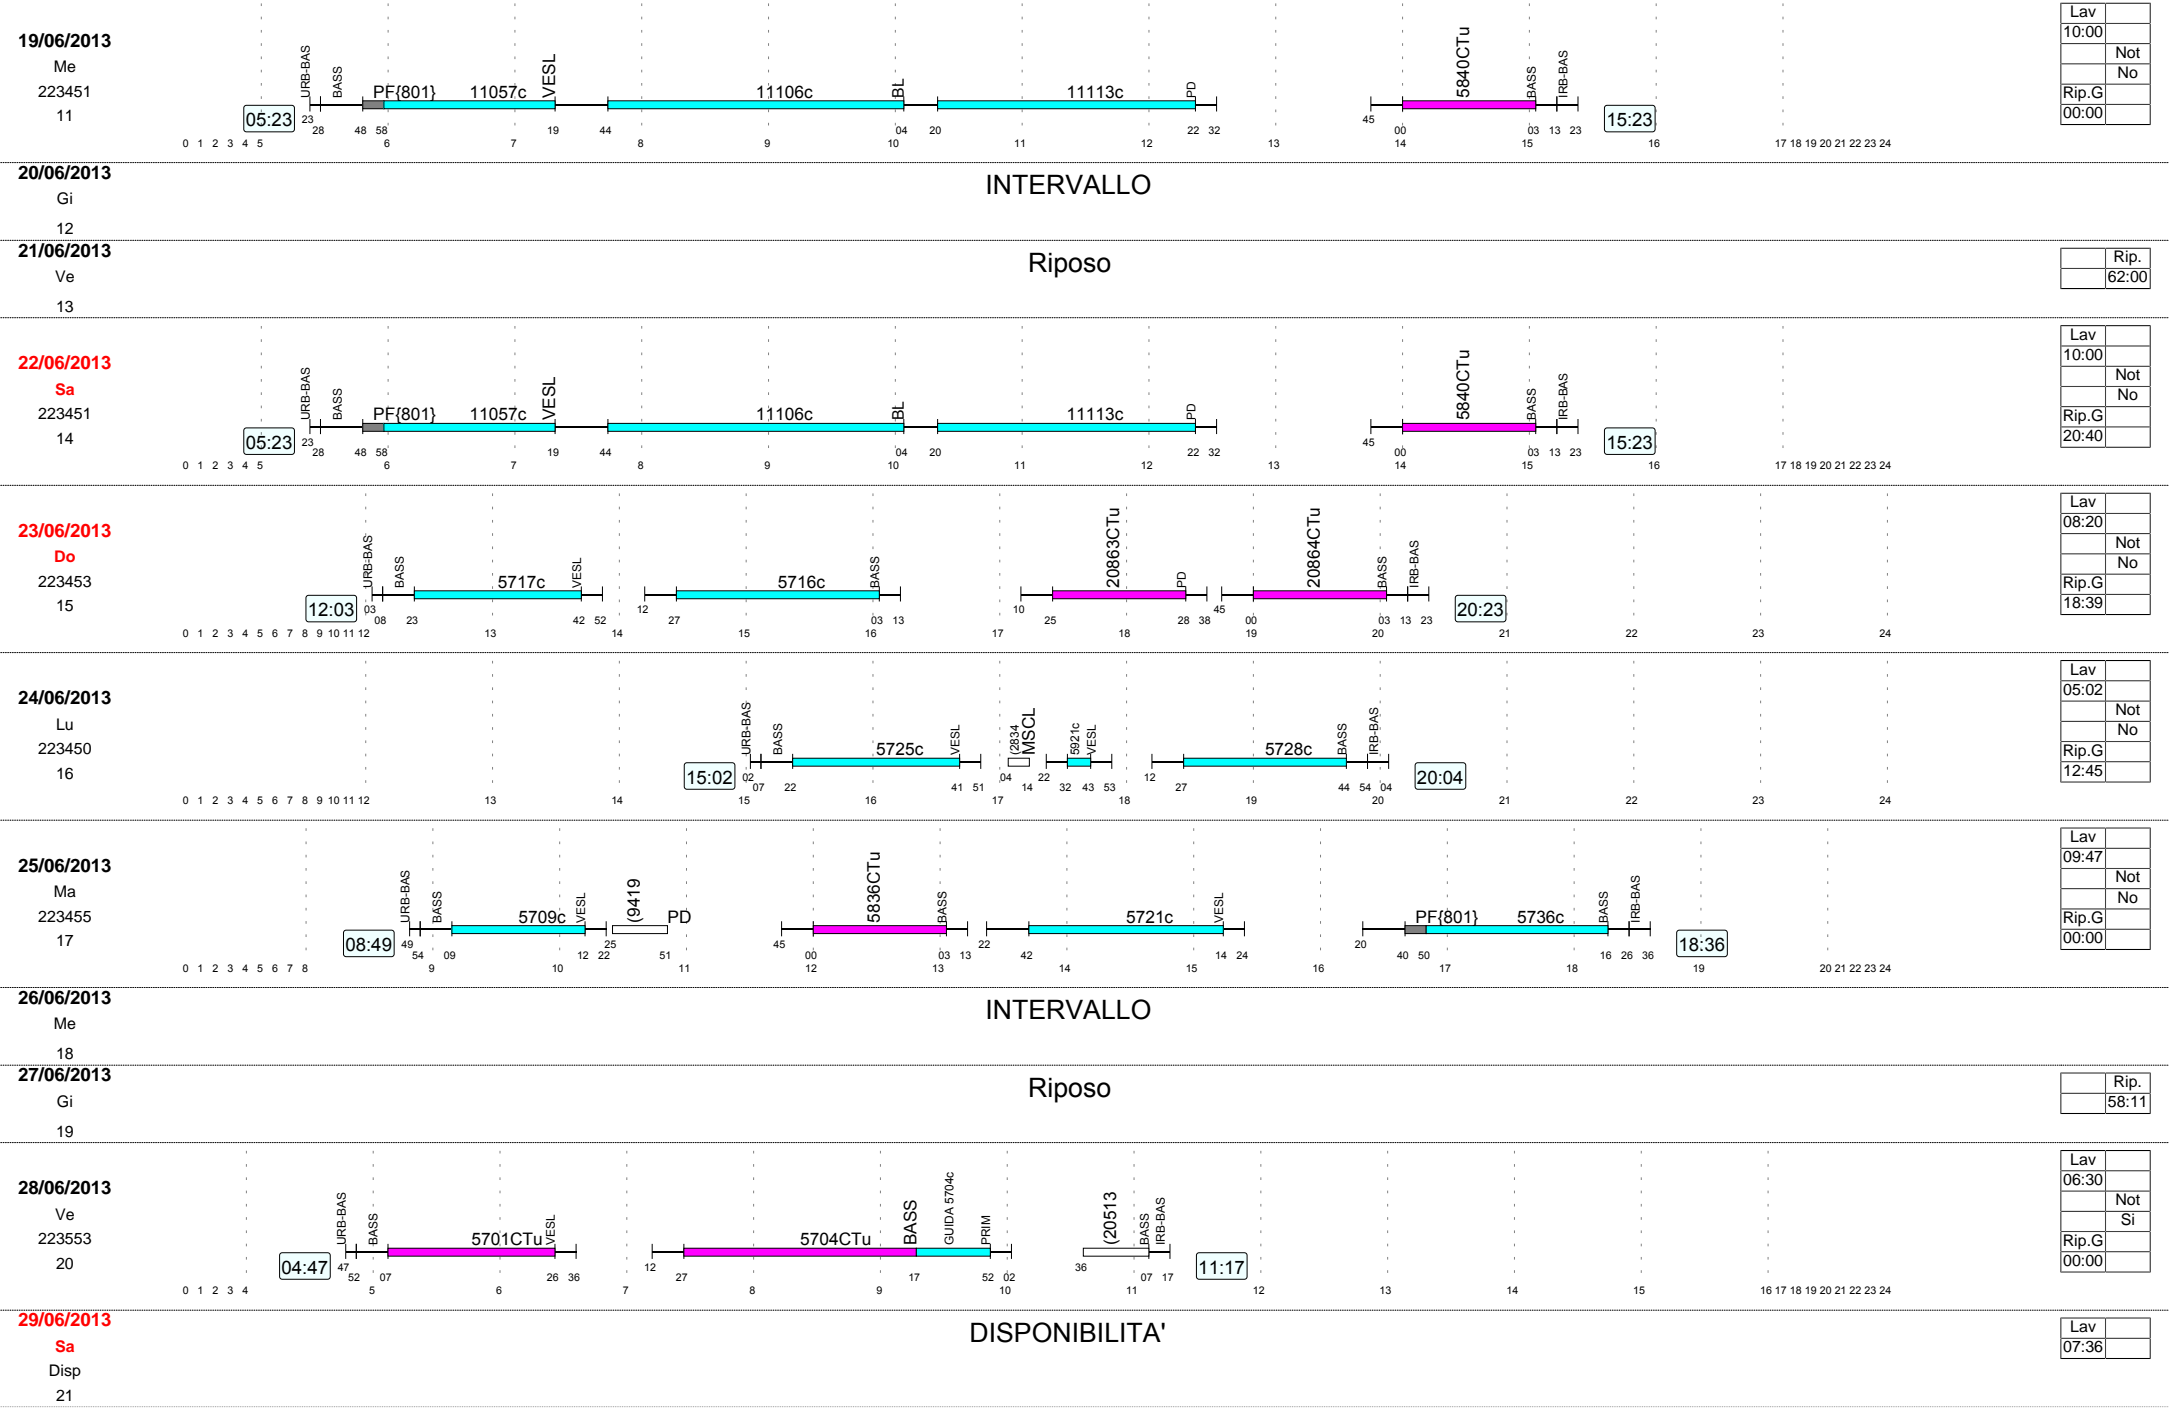 19/06/2013
Me
223451
11
05:23
URB-BAS BASS PF{801} 11057c VESL 11106c BL 11113c PD 5840CTu BASS IRB-BAS
15:23
23 28 48 58 19 44 04 20 22 32 45 00 03 13 23
0 1 2 3 4 5 6 7 8 9 10 11 12 13 14 15 16 17 18 19 20 21 22 23 24
Lav
10:00
Not
No
Rip.G
00:00
20/06/2013
Gi
12
INTERVALLO
21/06/2013
Ve
13
Riposo
Rip.
62:00
22/06/2013
Sa
223451
14
05:23
URB-BAS BASS PF{801} 11057c VESL 11106c BL 11113c PD 5840CTu BASS IRB-BAS
15:23
23 28 48 58 19 44 04 20 22 32 45 00 03 13 23
0 1 2 3 4 5 6 7 8 9 10 11 12 13 14 15 16 17 18 19 20 21 22 23 24
Lav
10:00
Not
No
Rip.G
20:40
23/06/2013
Do
223453
15
12:03
URB-BAS BASS 5717c VESL 5716c BASS 20863CTu PD 20864CTu BASS IRB-BAS
20:23
03 08 23 42 52 12 27 03 13 10 25 28 38 45 00 03 13 23
0 1 2 3 4 5 6 7 8 9 10 11 12 13 14 15 16 17 18 19 20 21 22 23 24
Lav
08:20
Not
No
Rip.G
18:39
24/06/2013
Lu
223450
16
15:02
URB-BAS BASS 5725c VESL (2834 MSCL 5921c VESL 5728c BASS IRB-BAS
20:04
02 07 22 41 51 04 14 22 32 43 53 12 27 44 54 04
0 1 2 3 4 5 6 7 8 9 10 11 12 13 14 15 16 17 18 19 20 21 22 23 24
Lav
05:02
Not
No
Rip.G
12:45
25/06/2013
Ma
223455
17
08:49
URB-BAS BASS 5709c VESL (9419 PD 5836CTu BASS 5721c VESL PF{801} 5736c BASS IRB-BAS
18:36
49 54 09 12 22 25 51 45 00 03 13 22 42 14 24 20 40 50 16 26 36
0 1 2 3 4 5 6 7 8 9 10 11 12 13 14 15 16 17 18 19 20 21 22 23 24
Lav
09:47
Not
No
Rip.G
00:00
26/06/2013
Me
18
INTERVALLO
27/06/2013
Gi
19
Riposo
Rip.
58:11
28/06/2013
Ve
223553
20
04:47
URB-BAS BASS 5701CTu VESL 5704CTu BASS GUIDA 5704c PRIM (20513 BASS IRB-BAS
11:17
47 52 07 26 36 12 27 17 52 02 36 07 17
0 1 2 3 4 5 6 7 8 9 10 11 12 13 14 15 16 17 18 19 20 21 22 23 24
Lav
06:30
Not
Si
Rip.G
00:00
29/06/2013
Sa
Disp
21
DISPONIBILITA'
Lav
07:36